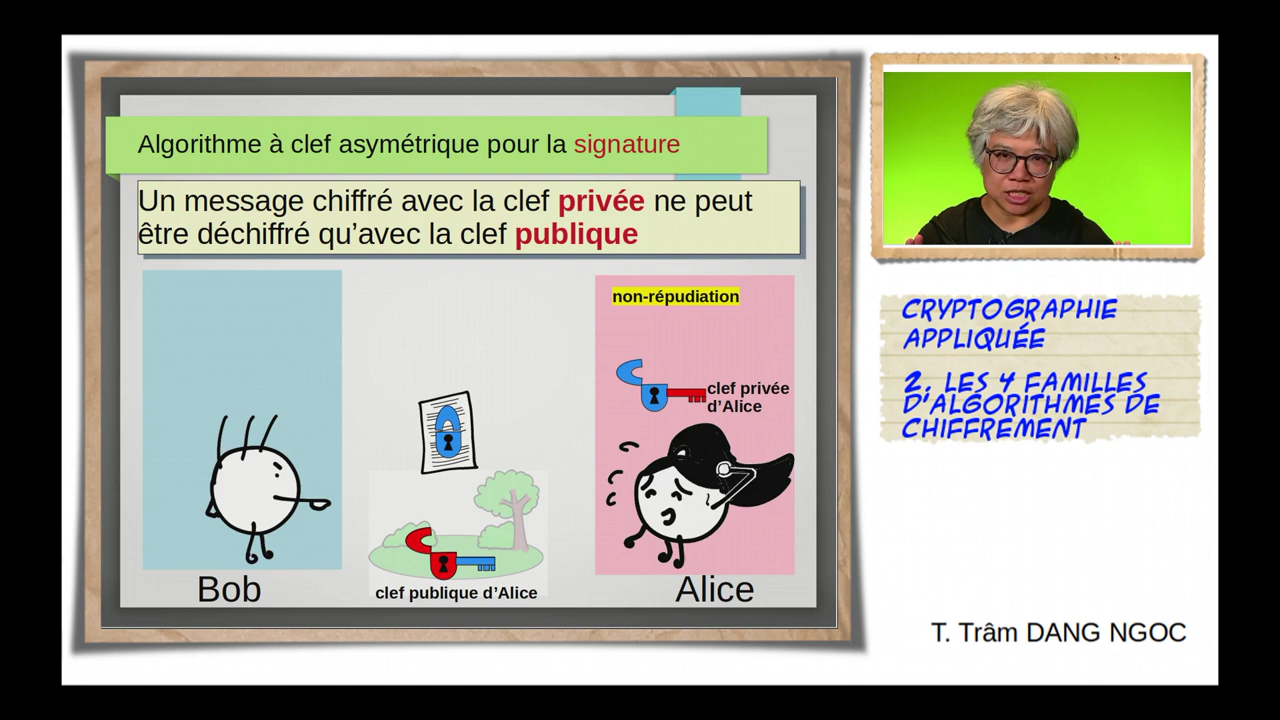 Algorithme à clef asymétrique pour la signature
Un message chiffré avec la clef privée ne peut
être déchiffré qu’avec la clef publique
non-répudiation
clef privée
d’Alice
clef publique d’Alice
Bob
Alice
CRYPTOGRAPHIE
APPLIQUÉE
2. LES 4 FAMILLES
D'ALGORITHMES DE
CHIFFREMENT
T. Trâm DANG NGOC